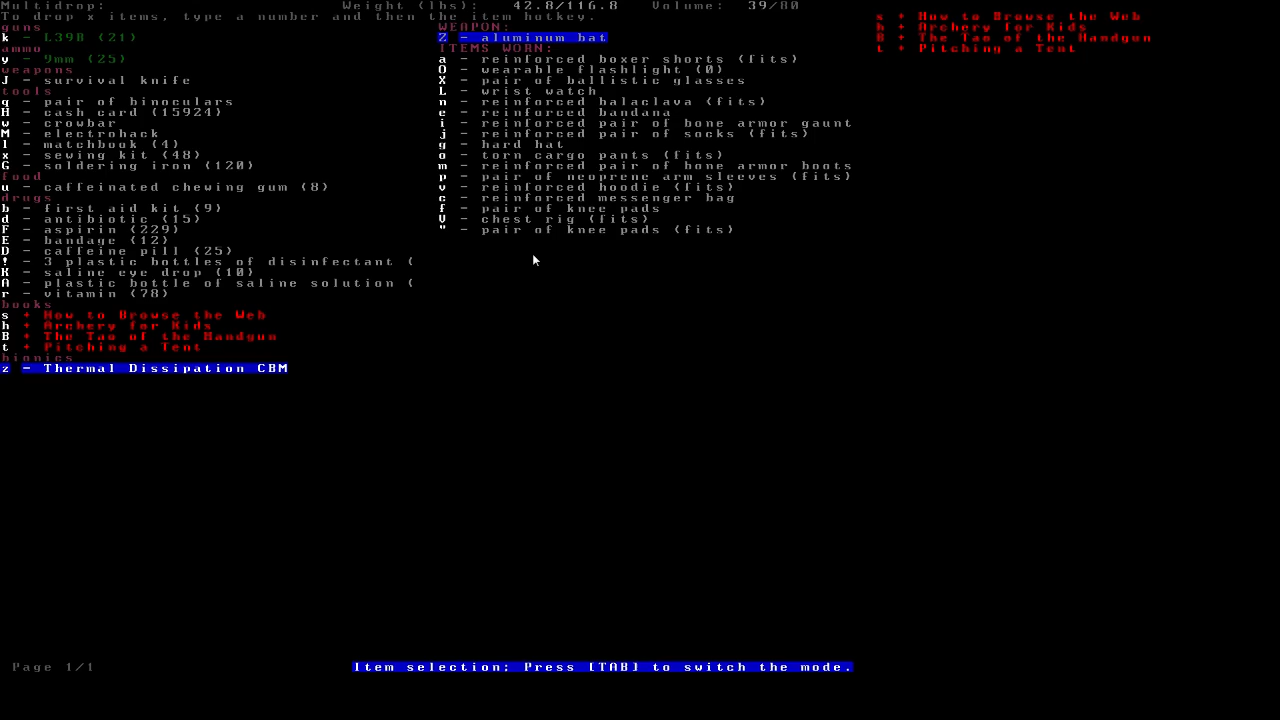 Multidrop: Weight (lbs): 42.8/116.8 Volume: 39/80
To drop x items, type a number and then the item hotkey.
guns
k - L39B (21)
ammo
y - 9mm (25)
weapons
J - survival knife
tools
q - pair of binoculars
H - cash card (15924)
w - crowbar
M - electrohack
l - matchbook (4)
x - sewing kit (48)
G - soldering iron (120)
food
u - caffeinated chewing gum (8)
drugs
b - first aid kit (9)
d - antibiotic (15)
F - aspirin (229)
E - bandage (12)
D - caffeine pill (25)
! - 3 plastic bottles of disinfectant (
K - saline eye drop (10)
A - plastic bottle of saline solution (
r - vitamin (78)
books
s + How to Browse the Web
h + Archery for Kids
B + The Tao of the Handgun
t + Pitching a Tent
bionics
z - Thermal Dissipation CBM
WEAPON:
Z - aluminum bat
ITEMS WORN:
a - reinforced boxer shorts (fits)
O - wearable flashlight (0)
X - pair of ballistic glasses
L - wrist watch
n - reinforced balaclava (fits)
e - reinforced bandana
i - reinforced pair of bone armor gaunt
j - reinforced pair of socks (fits)
g - hard hat
o - torn cargo pants (fits)
m - reinforced pair of bone armor boots
p - pair of neoprene arm sleeves (fits)
v - reinforced hoodie (fits)
c - reinforced messenger bag
f - pair of knee pads
V - chest rig (fits)
" - pair of knee pads (fits)
s + How to Browse the Web
h + Archery for Kids
B + The Tao of the Handgun
t + Pitching a Tent
Page 1/1
Item selection: Press [TAB] to switch the mode.